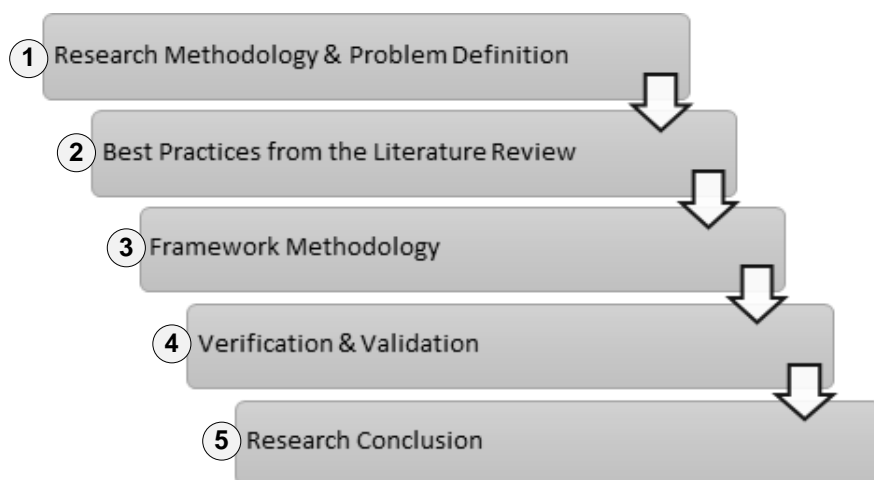 1 Research Methodology & Problem Definition
2 Best Practices from the Literature Review
3 Framework Methodology
4 Verification & Validation
5 Research Conclusion